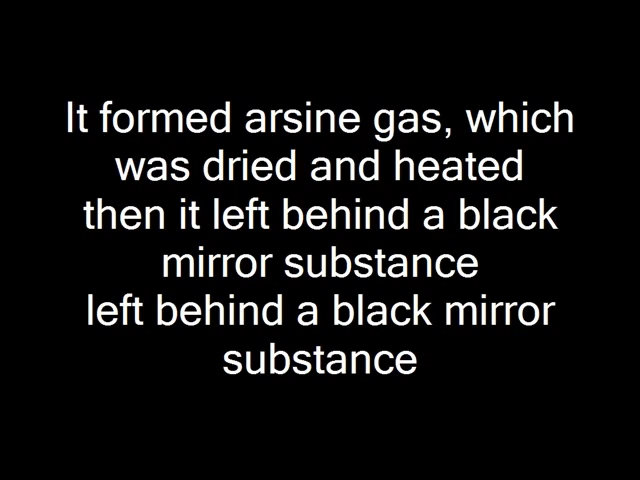 It formed arsine gas, which
was dried and heated
then it left behind a black
mirror substance
left behind a black mirror
substance